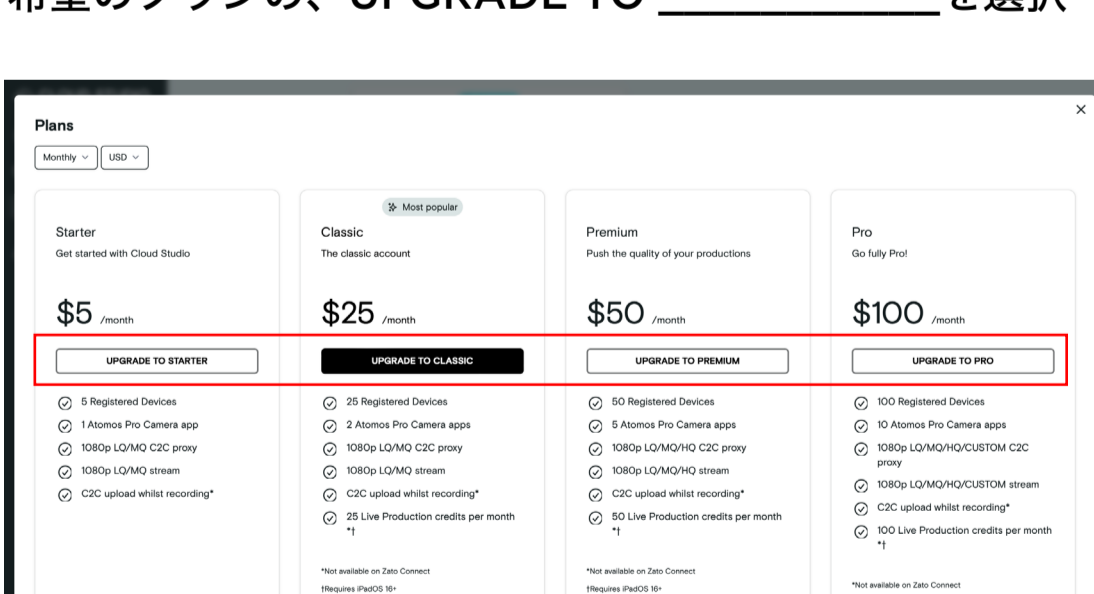 希望のプランの、UPGRADE TO ____________を選択
Plans
Monthly USD
Starter
Get started with Cloud Studio
$5 /month
UPGRADE TO STARTER
5 Registered Devices
1 Atomos Pro Camera app
1080p LQ/MQ C2C proxy
1080p LQ/MQ stream
C2C upload whilst recording*
Most popular
Classic
The classic account
$25 /month
UPGRADE TO CLASSIC
25 Registered Devices
2 Atomos Pro Camera apps
1080p LQ/MQ C2C proxy
1080p LQ/MQ stream
C2C upload whilst recording*
25 Live Production credits per month
*†
*Not available on Zato Connect
†Requires iPadOS 16+
Premium
Push the quality of your productions
$50 /month
UPGRADE TO PREMIUM
50 Registered Devices
5 Atomos Pro Camera apps
1080p LQ/MQ/HQ C2C proxy
1080p LQ/MQ/HQ stream
C2C upload whilst recording*
50 Live Production credits per month
*†
*Not available on Zato Connect
†Requires iPadOS 16+
Pro
Go fully Pro!
$100 /month
UPGRADE TO PRO
100 Registered Devices
10 Atomos Pro Camera apps
1080p LQ/MQ/HQ/CUSTOM C2C
proxy
1080p LQ/MQ/HQ/CUSTOM stream
C2C upload whilst recording*
100 Live Production credits per month
*†
*Not available on Zato Connect